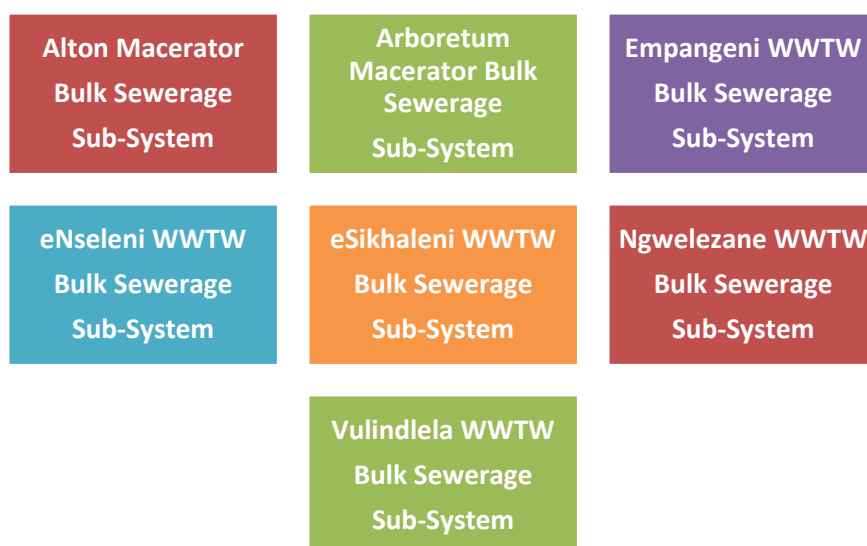 Alton Macerator
Bulk Sewerage
Sub-System
Arboretum
Macerator Bulk
Sewerage
Sub-System
Empangeni WWTW
Bulk Sewerage
Sub-System
eNseleni WWTW
Bulk Sewerage
Sub-System
eSikhaleni WWTW
Bulk Sewerage
Sub-System
Ngwelezane WWTW
Bulk Sewerage
Sub-System
Vulindlela WWTW
Bulk Sewerage
Sub-System